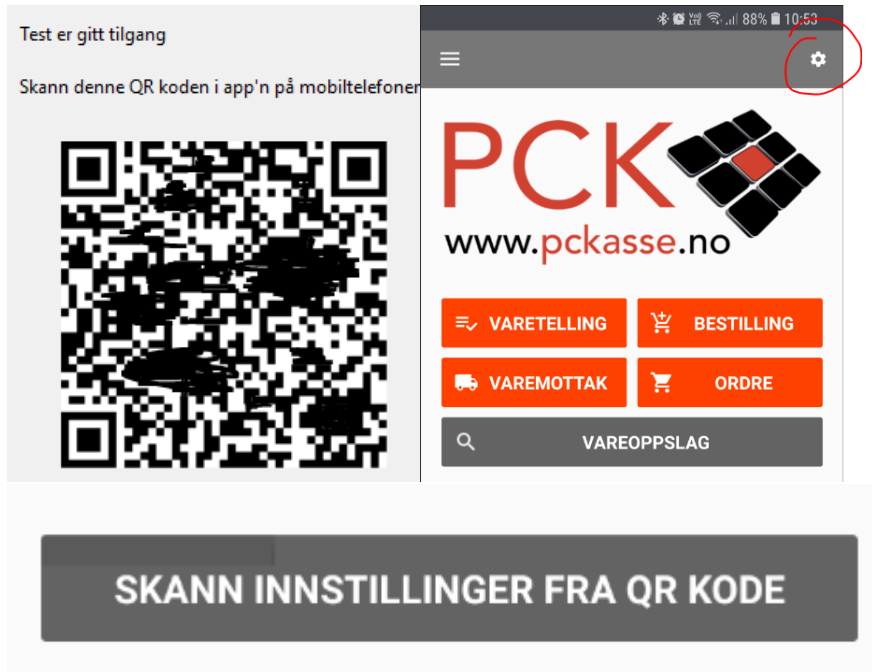 Test er gitt tilgang
Skann denne QR koden i app'n på mobiltelefoner
88% 10:53
PCK
www.pckasse.no
VARETELLING
BESTILLING
VAREMOTTAK
ORDRE
VAREOPPSLAG
SKANN INNSTILLINGER FRA QR KODE